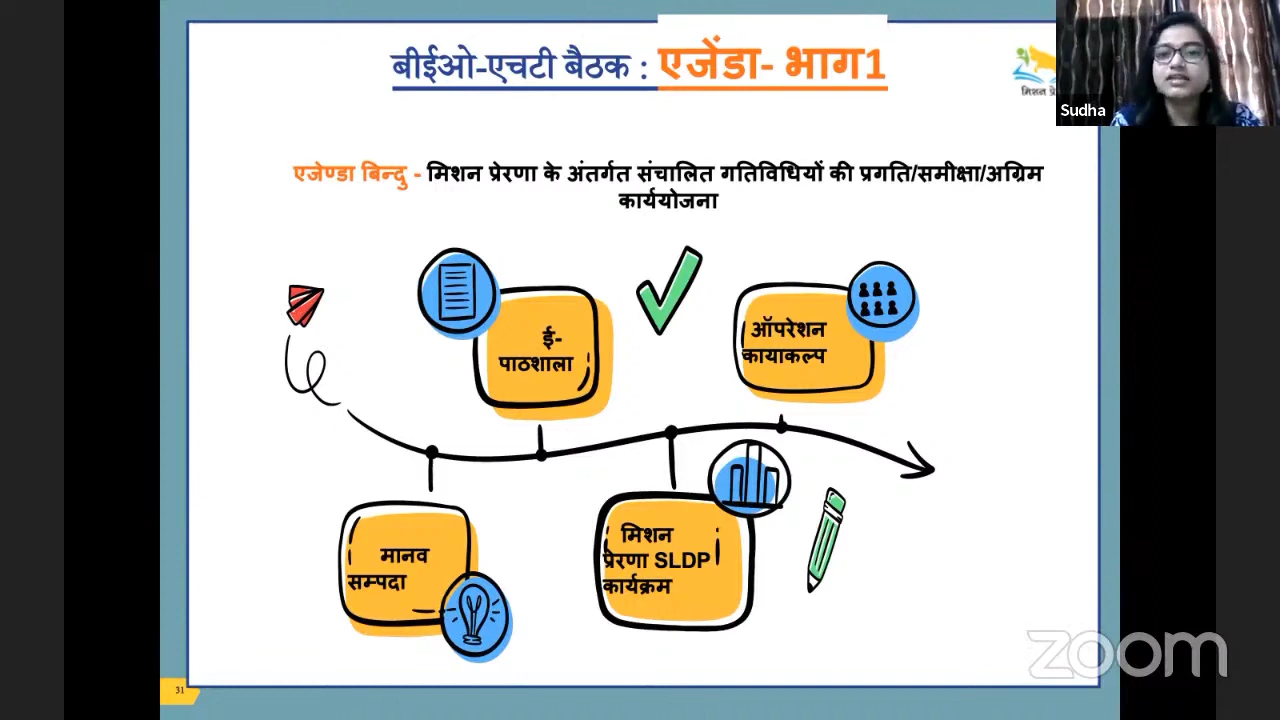 बीईओ-एचटी बैठक : एजेंडा- भाग1
मिशन
Sudha
एजेण्डा बिन्दु - मिशन प्रेरणा के अंतर्गत संचालित गतिविधियों की प्रगति/समीक्षा/अग्रिम
कार्ययोजना
ई-
पाठशाला
ऑपरेशन
कायाकल्प
मानव
सम्पदा
मिशन
प्रेरणा SLDP
कार्यक्रम
zoom
31